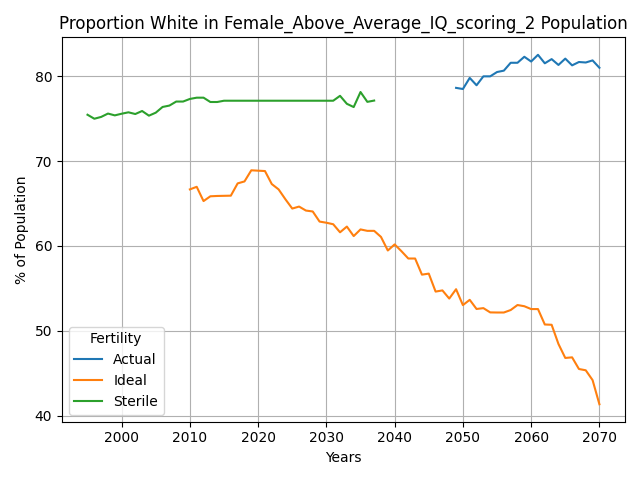 Proportion White in Female_Above_Average_IQ_scoring_2 Population
% of Population
80
70
60
50
40
Fertility
Actual
Ideal
Sterile
2000 2010 2020 2030 2040 2050 2060 2070
Years